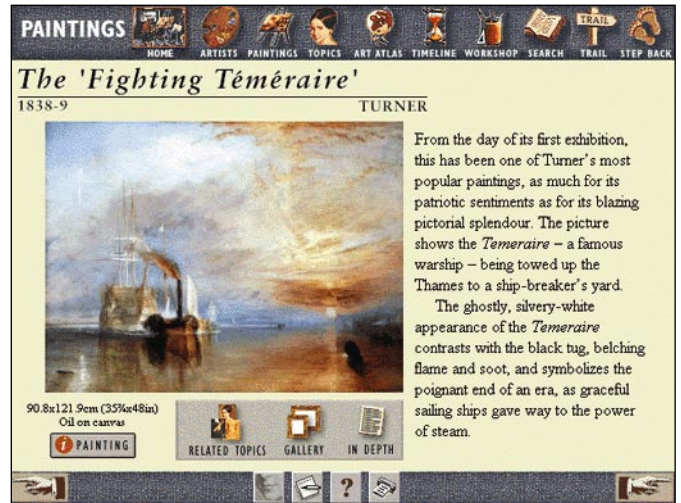 PAINTINGS
HOME ARTISTS PAINTINGS TOPICS ART ATLAS TIMELINE WORKSHOP SEARCH TRAIL STEP BACK
TRAIL
The 'Fighting Téméraire'
1838-9 TURNER
From the day of its first exhibition,
this has been one of Turner's most
popular paintings, as much for its
patriotic sentiments as for its blazing
pictorial splendour. The picture
shows the Temeraire – a famous
warship – being towed up the
Thames to a ship-breaker's yard.
The ghostly, silvery-white
appearance of the Temeraire
contrasts with the black tug, belching
flame and soot, and symbolizes the
poignant end of an era, as graceful
sailing ships gave way to the power
of steam.
90.8x121.9cm (35¾x48in)
Oil on canvas
i PAINTING
RELATED TOPICS GALLERY IN DEPTH
?